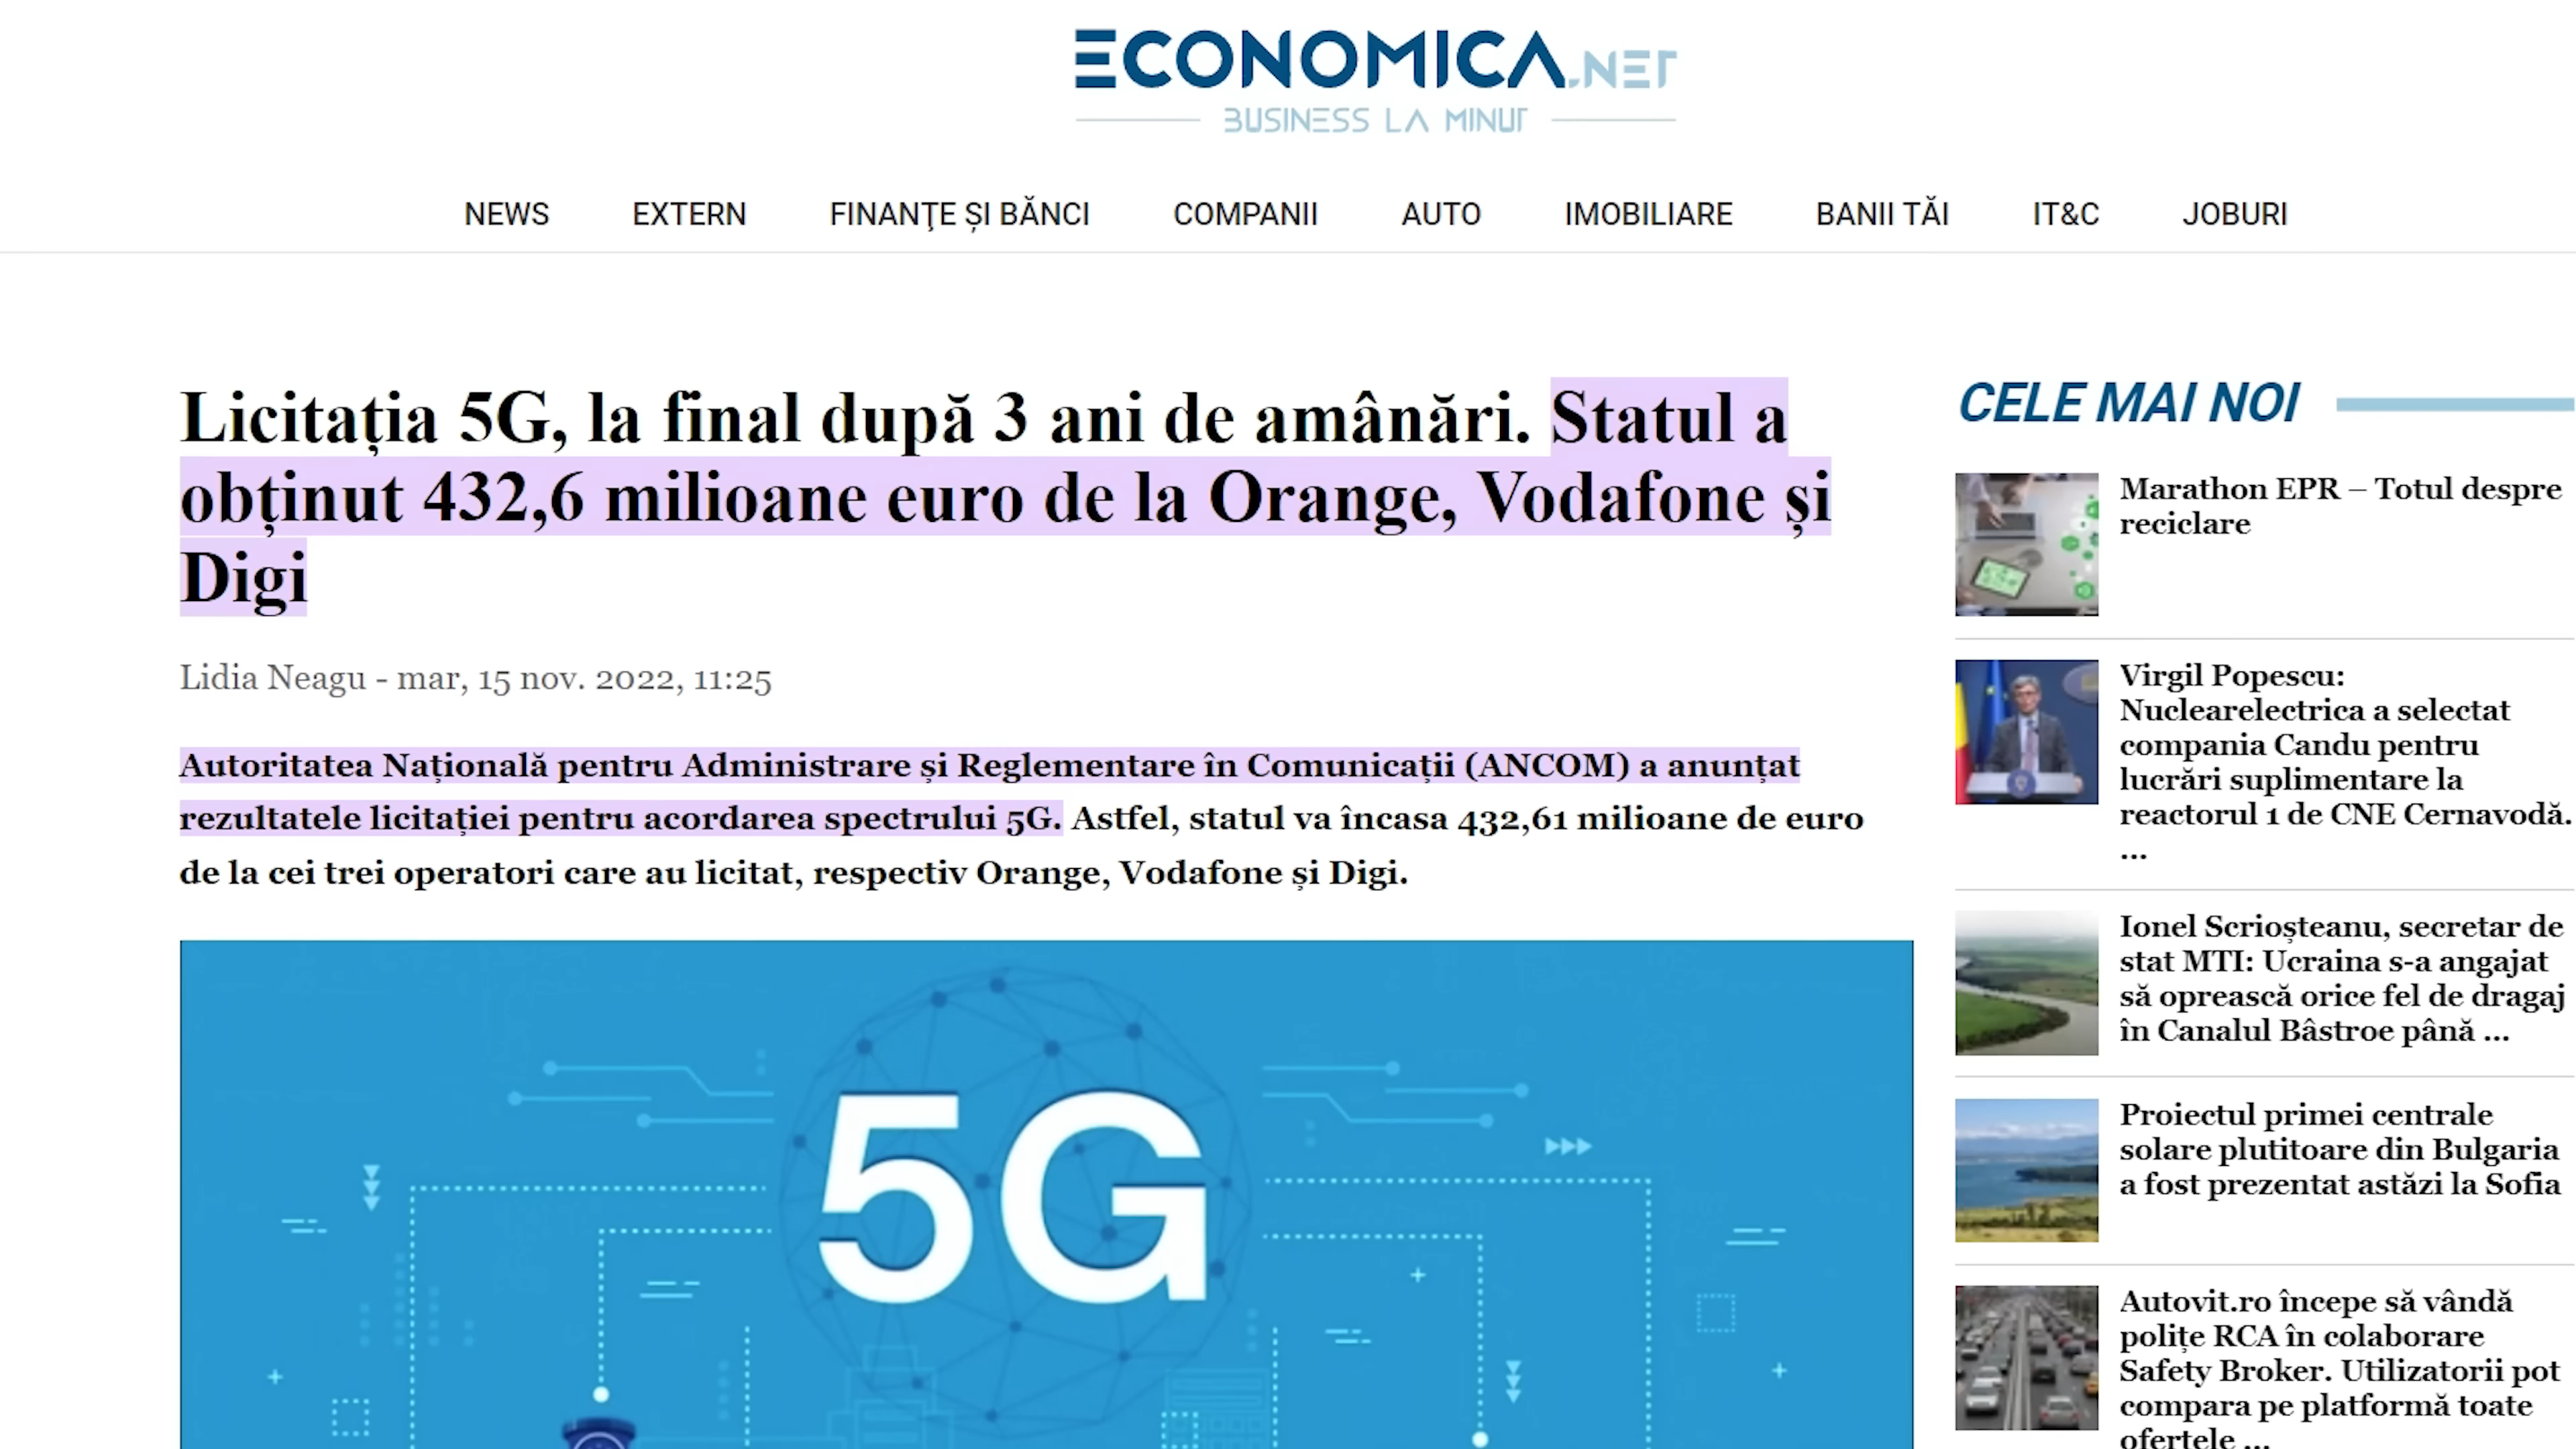 ECONOMICA.NET
BUSINESS LA MINUT
NEWS EXTERN FINANȚE ȘI BĂNCI COMPANII AUTO IMOBILIARE BANII TĂI IT&C JOBURI
Licitația 5G, la final după 3 ani de amânări. Statul a
obținut 432,6 milioane euro de la Orange, Vodafone și
Digi
Lidia Neagu - mar, 15 nov. 2022, 11:25
Autoritatea Națională pentru Administrare și Reglementare în Comunicații (ANCOM) a anunțat
rezultatele licitației pentru acordarea spectrului 5G. Astfel, statul va încasa 432,61 milioane de euro
de la cei trei operatori care au licitat, respectiv Orange, Vodafone și Digi.
5G
CELE MAI NOI
Marathon EPR – Totul despre
reciclare
Virgil Popescu:
Nuclearelectrica a selectat
compania Candu pentru
lucrări suplimentare la
reactorul 1 de CNE Cernavodă.
...
Ionel Scrioșteanu, secretar de
stat MTI: Ucraina s-a angajat
să oprească orice fel de dragaj
în Canalul Bâstroe până ...
Proiectul primei centrale
solare plutitoare din Bulgaria
a fost prezentat astăzi la Sofia
Autovit.ro începe să vândă
polițe RCA în colaborare
Safety Broker. Utilizatorii pot
compara pe platformă toate
ofertele ...